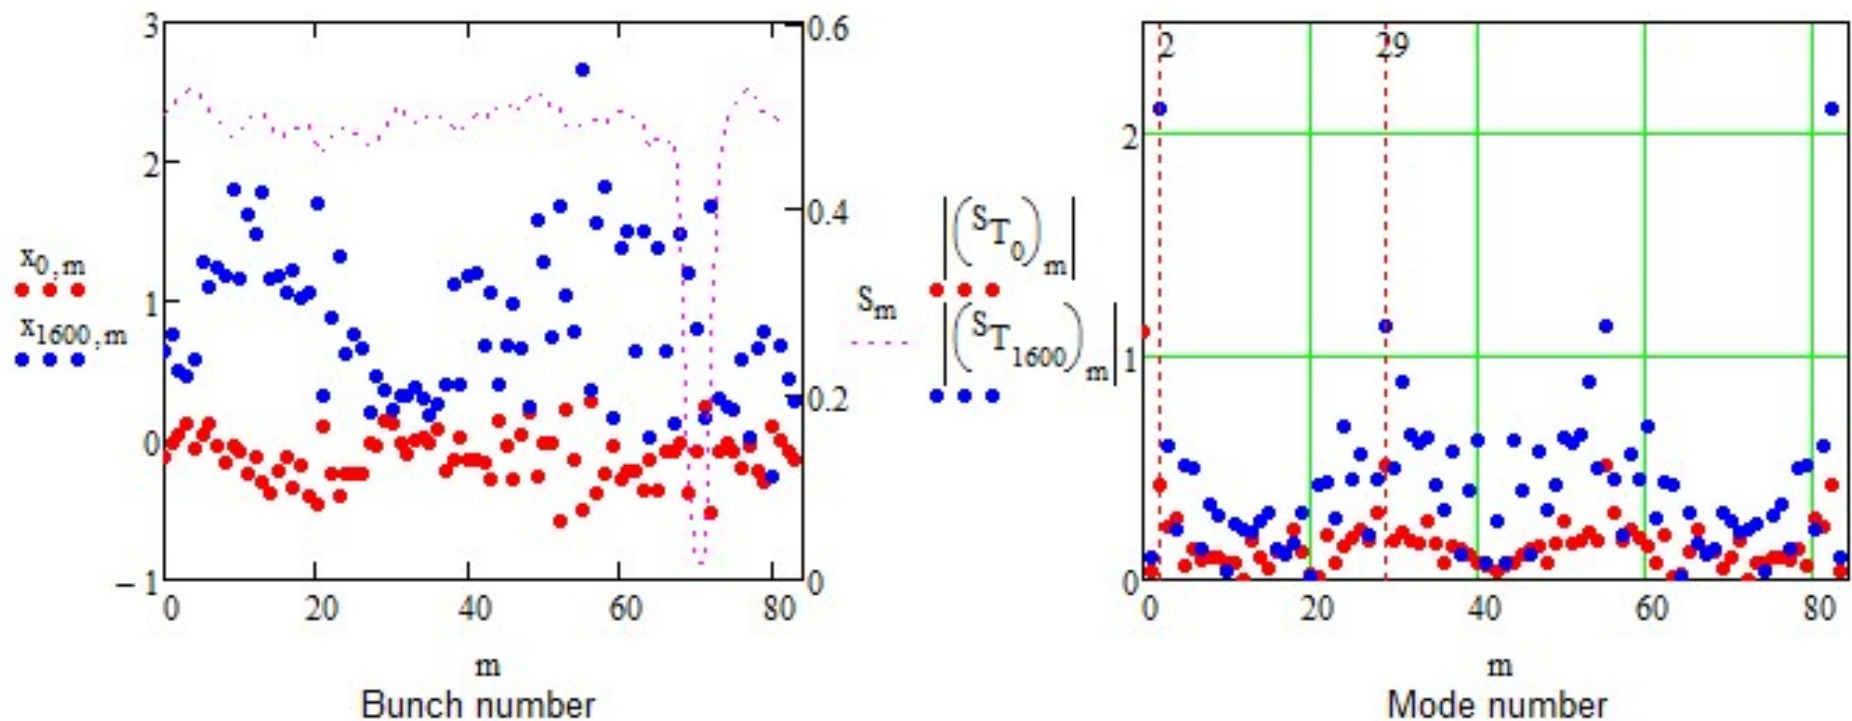 3
2
1
0
−1
0 20 40 60 80
m
Bunch number
x0,m
x1600,m
0.6
0.4
0.2
0
Sm
|(ST0)m|
|(ST1600)m|
2 29
2
1
0
0 20 40 60 80
m
Mode number